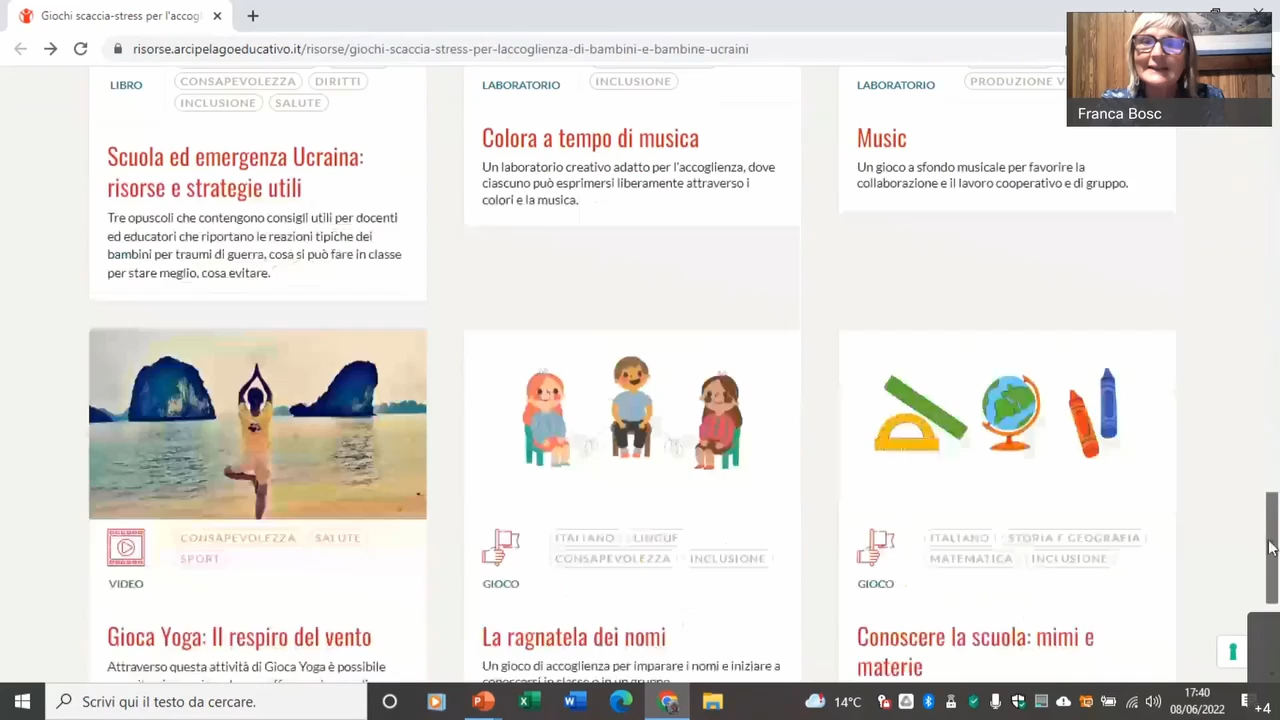 Giochi scaccia-stress per l'accog
risorse.arcipelagoeducativo.it/risorse/giochi-scaccia-stress-per-laccoglienza-di-bambini-e-bambine-ucraini
Franca Bosc
LIBRO
CONSAPEVOLEZZA
DIRITTI
INCLUSIONE
SALUTE
Scuola ed emergenza Ucraina:
risorse e strategie utili
Tre opuscoli che contengono consigli utili per docenti
ed educatori che riportano le reazioni tipiche dei
bambini per traumi di guerra, cosa si può fare in classe
per stare meglio, cosa evitare.
LABORATORIO
INCLUSIONE
Colora a tempo di musica
Un laboratorio creativo adatto per l'accoglienza, dove
ciascuno può esprimersi liberamente attraverso i
colori e la musica.
LABORATORIO
PRODUZIONE V
Music
Un gioco a sfondo musicale per favorire la
collaborazione e il lavoro cooperativo e di gruppo.
VIDEO
CONSAPEVOLEZZA
SALUTE
SPORT
Gioca Yoga: Il respiro del vento
Attraverso questa attività di Gioca Yoga è possibile
GIOCO
ITALIANO
LINGUE
CONSAPEVOLEZZA
INCLUSIONE
La ragnatela dei nomi
Un gioco di accoglienza per imparare i nomi e iniziare a
conoscersi in classe o in un gruppo.
GIOCO
ITALIANO
STORIA E GEOGRAFIA
MATEMATICA
INCLUSIONE
Conoscere la scuola: mimi e
materie
Scrivi qui il testo da cercare.
14°C
17:40
08/06/2022
+4